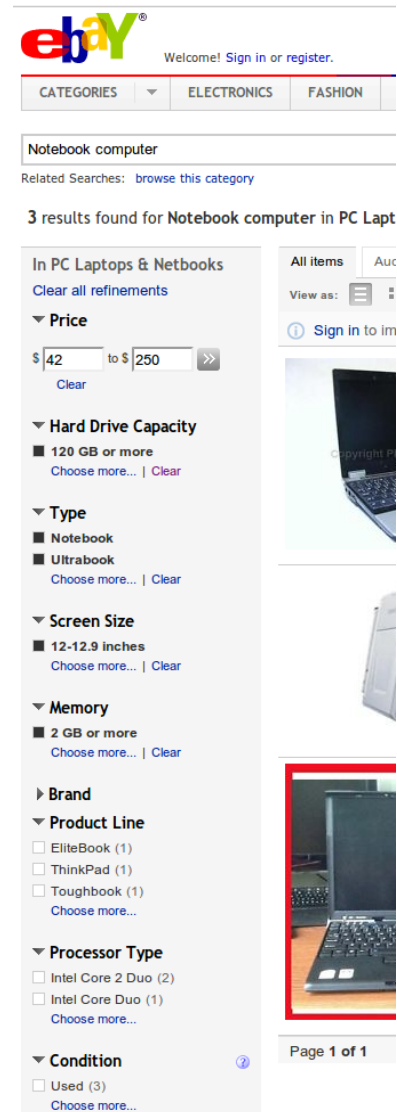 ebaY®
Welcome! Sign in or register.
CATEGORIES ELECTRONICS FASHION
Notebook computer
Related Searches: browse this category
3 results found for Notebook computer in PC Lapt
In PC Laptops & Netbooks
Clear all refinements
Price
$ 42 to $ 250 >>
Clear
Hard Drive Capacity
120 GB or more
Choose more... | Clear
Type
Notebook
Ultrabook
Choose more... | Clear
Screen Size
12-12.9 inches
Choose more... | Clear
Memory
2 GB or more
Choose more... | Clear
Brand
Product Line
EliteBook (1)
ThinkPad (1)
Toughbook (1)
Choose more...
Processor Type
Intel Core 2 Duo (2)
Intel Core Duo (1)
Choose more...
Condition ?
Used (3)
Choose more...
All items Auc
View as:
Sign in to im
Copyright P
Page 1 of 1